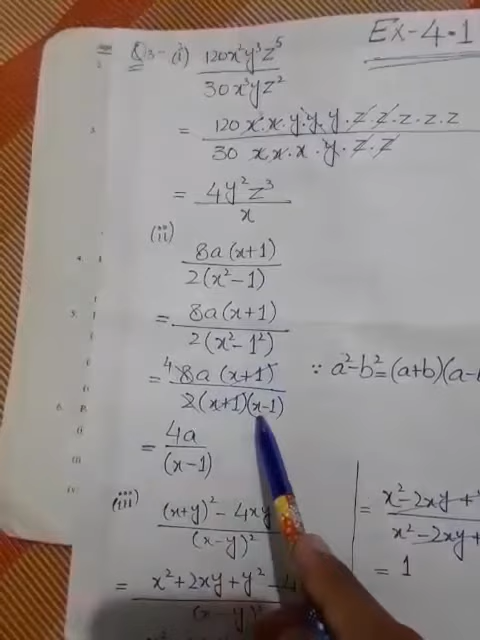 Ex-4.1
Q3-(i) 120x²y³z⁵ / 30x³yz²
= 120 x.x.y.y.y.z.z.z.z.z / 30 x.x.x.y.z.z
= 4y²z³ / x
(ii)
8a(x+1) / 2(x²-1)
= 8a(x+1) / 2(x²-1²)
= 4 8a(x+1) / 2(x+1)(x-1) ∵ a²-b²=(a+b)(a-
= 4a / (x-1)
(iii) (x+y)²-4xy / (x-y)²
= x²+2xy+y²- / (x-y)²
= x²-2xy+ / x²-2xy+
= 1